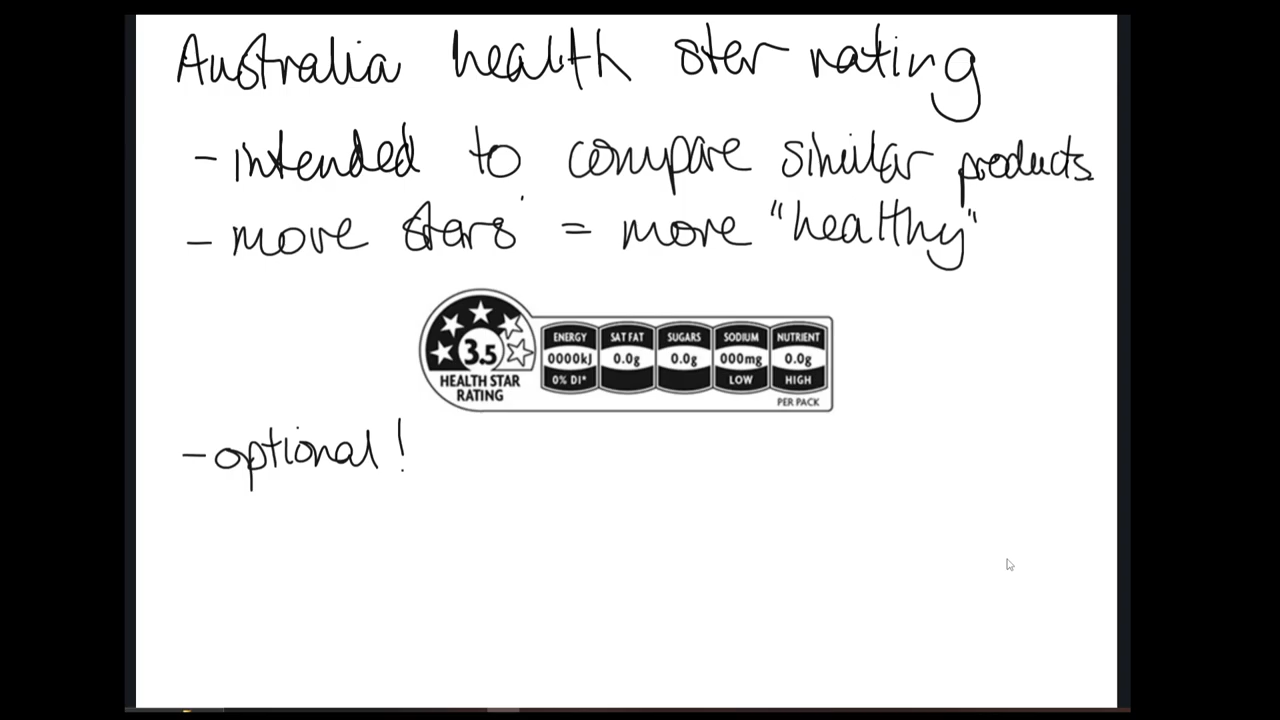 Australia health star rating
- intended to compare similar products
- more stars = more "healthy"
3.5
HEALTH STAR
RATING
ENERGY SAT FAT SUGARS SODIUM NUTRIENT
0000kJ 0.0g 0.0g 000mg 0.0g
0% DI* LOW HIGH
PER PACK
- optional!